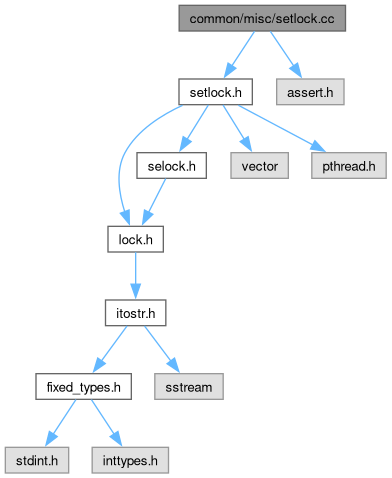 common/misc/setlock.cc
setlock.h
assert.h
selock.h
vector
pthread.h
lock.h
itostr.h
fixed_types.h
sstream
stdint.h
inttypes.h